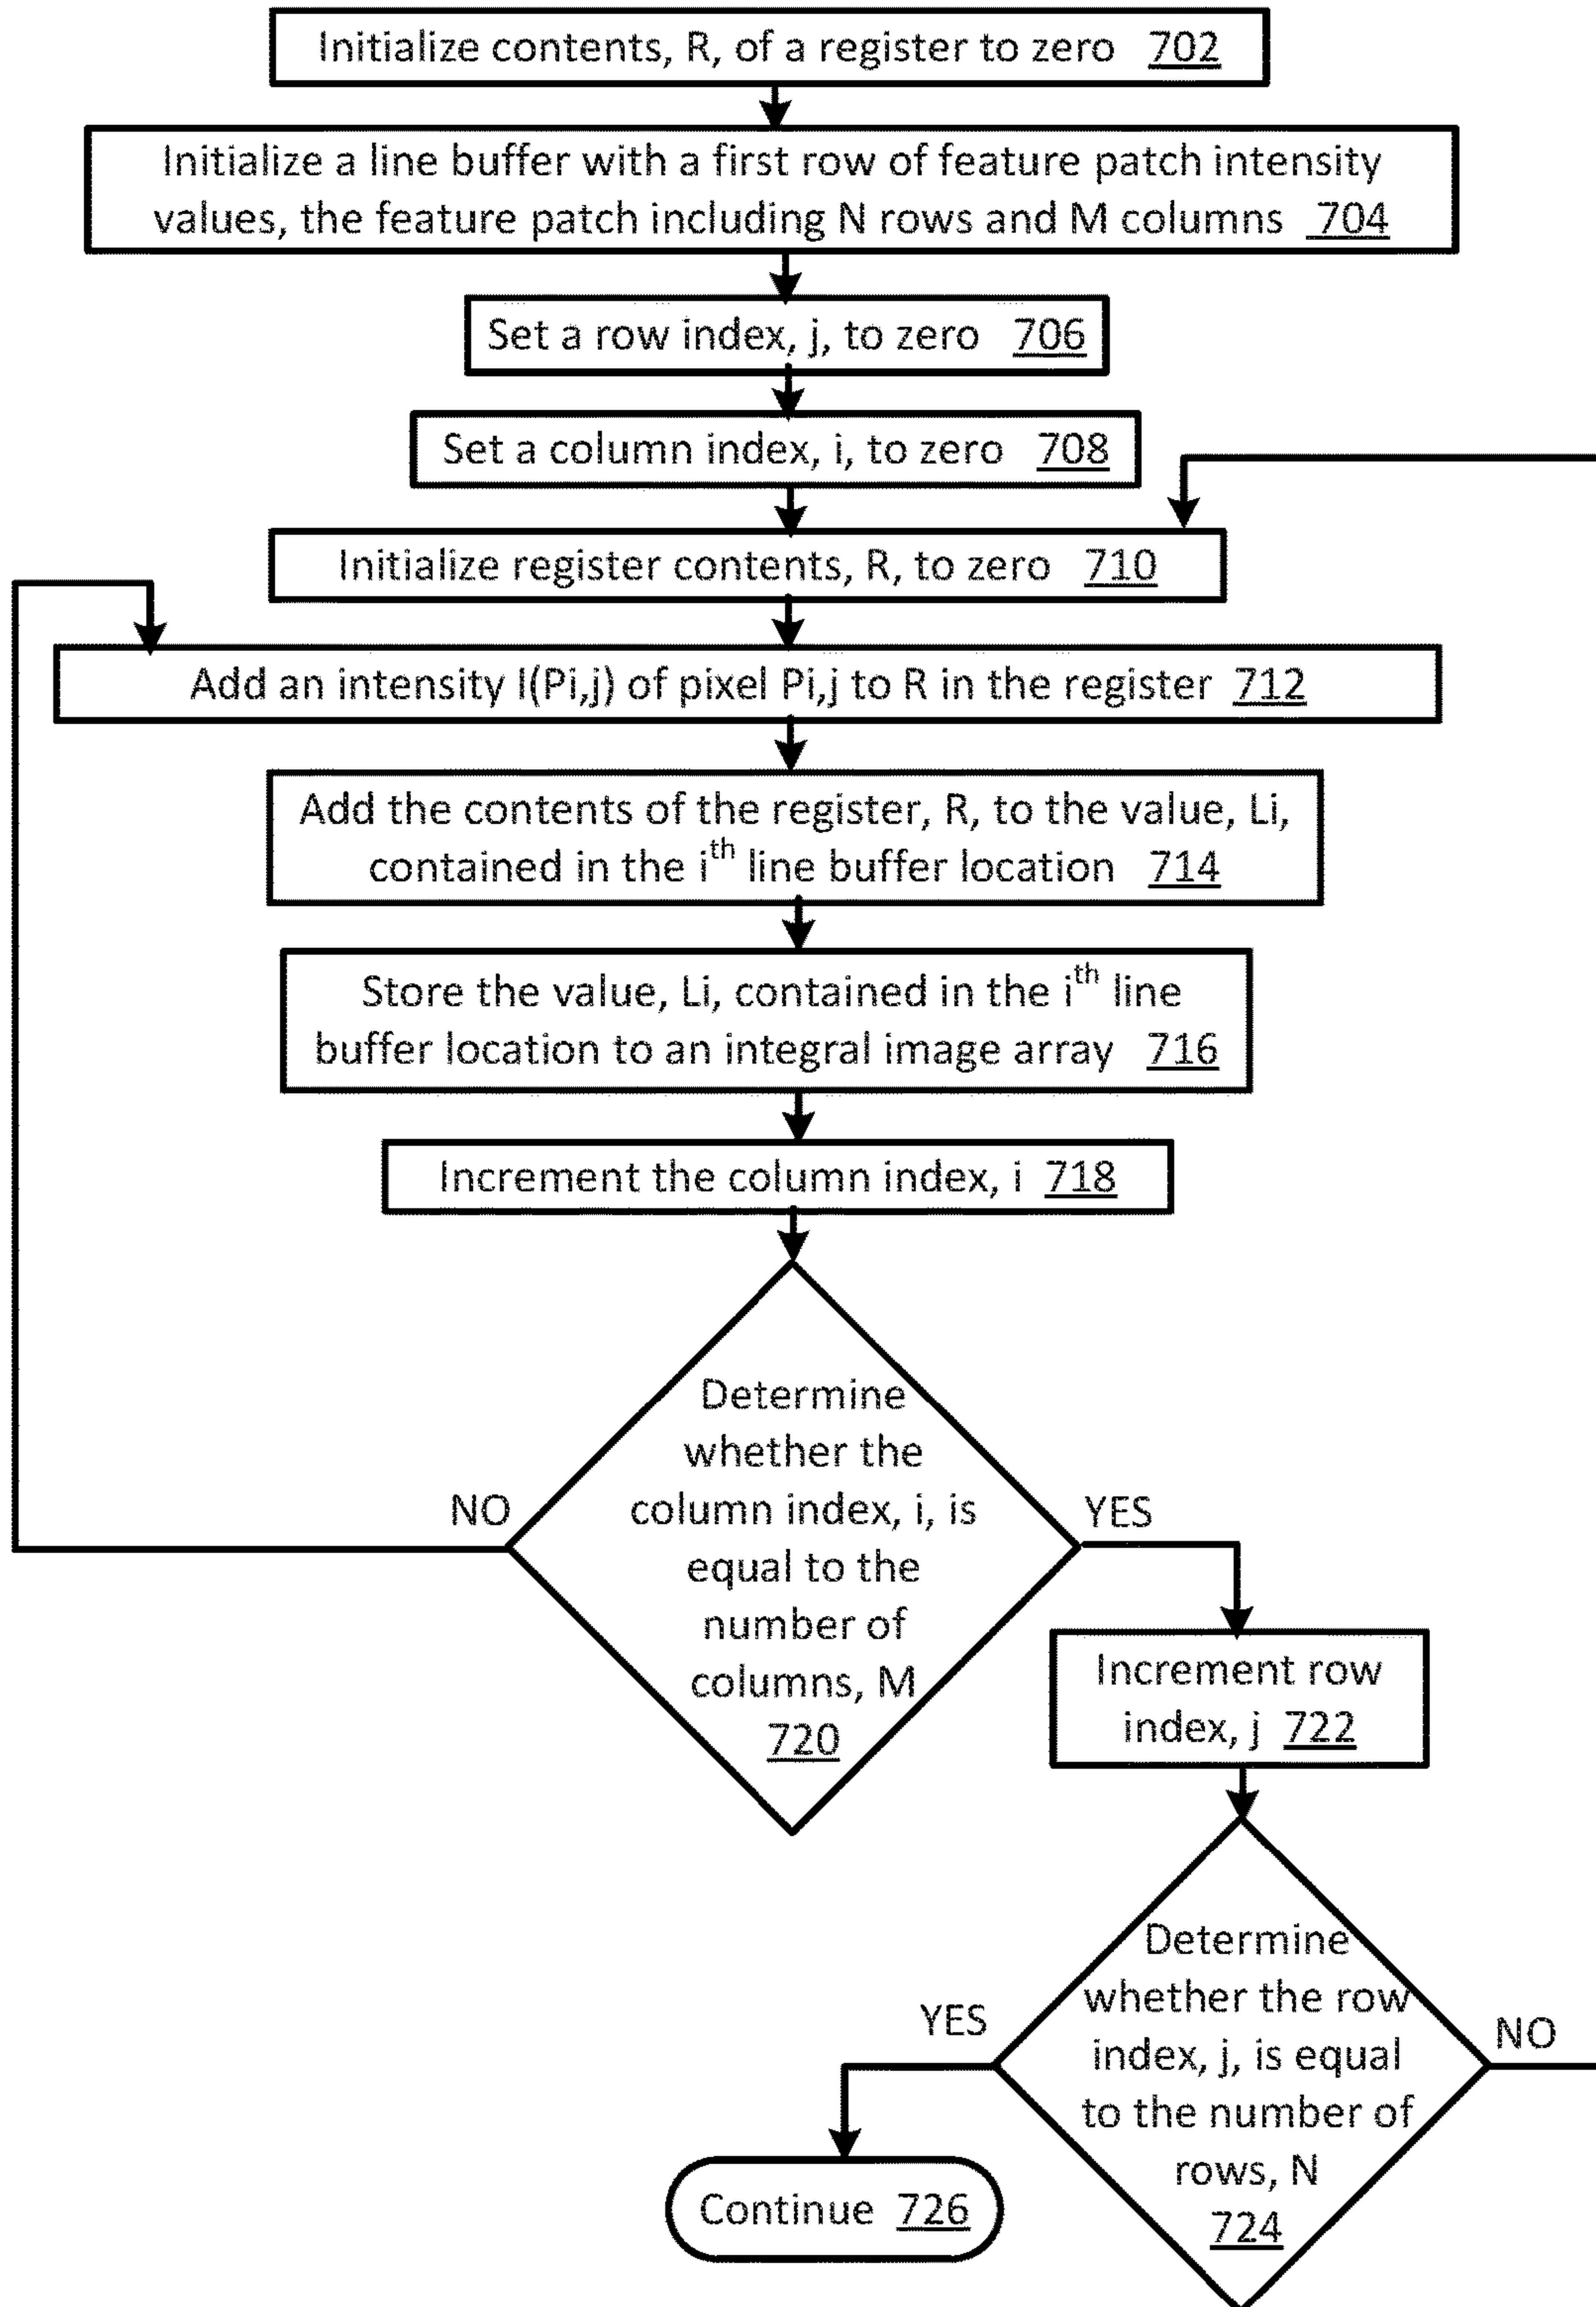 Initialize contents, R, of a register to zero 702
Initialize a line buffer with a first row of feature patch intensity
values, the feature patch including N rows and M columns 704
Set a row index, j, to zero 706
Set a column index, i, to zero 708
Initialize register contents, R, to zero 710
Add an intensity I(Pi,j) of pixel Pi,j to R in the register 712
Add the contents of the register, R, to the value, Li,
contained in the ith line buffer location 714
Store the value, Li, contained in the ith line
buffer location to an integral image array 716
Increment the column index, i 718
Determine
whether the
column index, i, is
equal to the
number of
columns, M
720
NO
YES
Increment row
index, j 722
Determine
whether the row
index, j, is equal
to the number of
rows, N
724
YES
NO
Continue 726